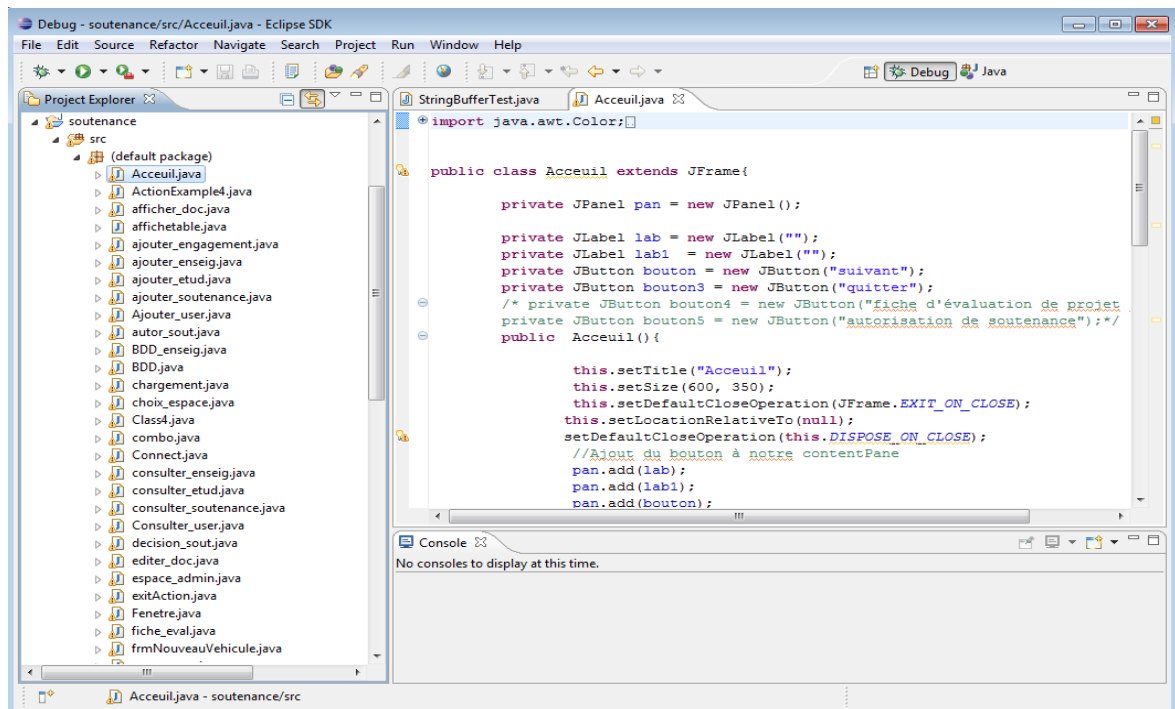 Debug - soutenance/src/Acceuil.java - Eclipse SDK
File Edit Source Refactor Navigate Search Project Run Window Help
Debug Java
Project Explorer
soutenance
src
(default package)
Acceuil.java
ActionExample4.java
afficher_doc.java
affichetable.java
ajouter_engagement.java
ajouter_enseig.java
ajouter_etud.java
ajouter_soutenance.java
Ajouter_user.java
autor_sout.java
BDD_enseig.java
BDD.java
chargement.java
choix_espace.java
Class4.java
combo.java
Connect.java
consulter_enseig.java
consulter_etud.java
consulter_soutenance.java
Consulter_user.java
decision_sout.java
editer_doc.java
espace_admin.java
exitAction.java
Fenetre.java
fiche_eval.java
frmNouveauVehicule.java
StringBufferTest.java Acceuil.java
import java.awt.Color;
public class Acceuil extends JFrame{
private JPanel pan = new JPanel();
private JLabel lab = new JLabel("");
private JLabel lab1 = new JLabel("");
private JButton bouton = new JButton("suivant");
private JButton bouton3 = new JButton("quitter");
/* private JButton bouton4 = new JButton("fiche d'évaluation de projet
private JButton bouton5 = new JButton("autorisation de soutenance");*/
public Acceuil(){
this.setTitle("Acceuil");
this.setSize(600, 350);
this.setDefaultCloseOperation(JFrame.EXIT_ON_CLOSE);
this.setLocationRelativeTo(null);
setDefaultCloseOperation(this.DISPOSE_ON_CLOSE);
//Ajout du bouton à notre contentPane
pan.add(lab);
pan.add(lab1);
pan.add(bouton);
Console
No consoles to display at this time.
Acceuil.java - soutenance/src